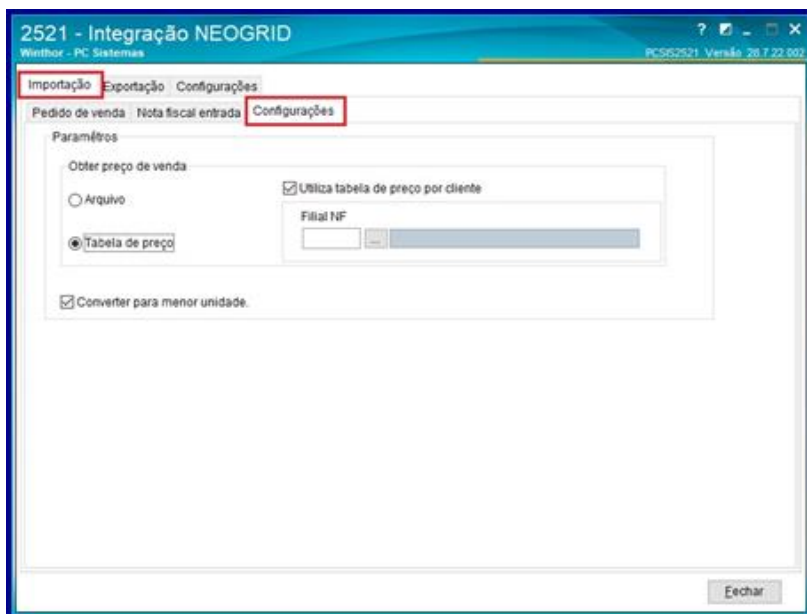 2521 - Integração NEOGRID
Winthor - PC Sistemas
PCSIS2521 Versão 28.7.22.002
Importação Exportação Configurações
Pedido de venda Nota fiscal entrada Configurações
Paramêtros
Obter preço de venda
Arquivo
Utiliza tabela de preço por cliente
Filial NF
...
Tabela de preço
Converter para menor unidade.
Fechar